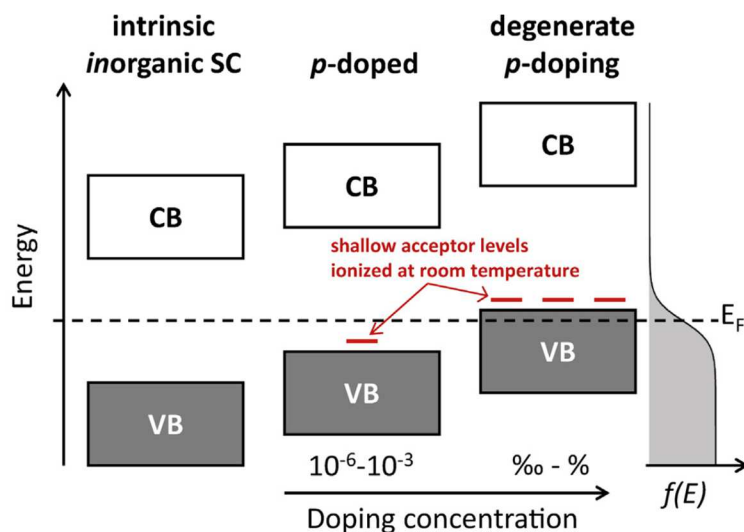 intrinsic
inorganic SC
p-doped
degenerate
p-doping
Energy
CB
CB
CB
shallow acceptor levels
ionized at room temperature
E_F
VB
VB
VB
10⁻⁶-10⁻³
‰ - %
f(E)
Doping concentration